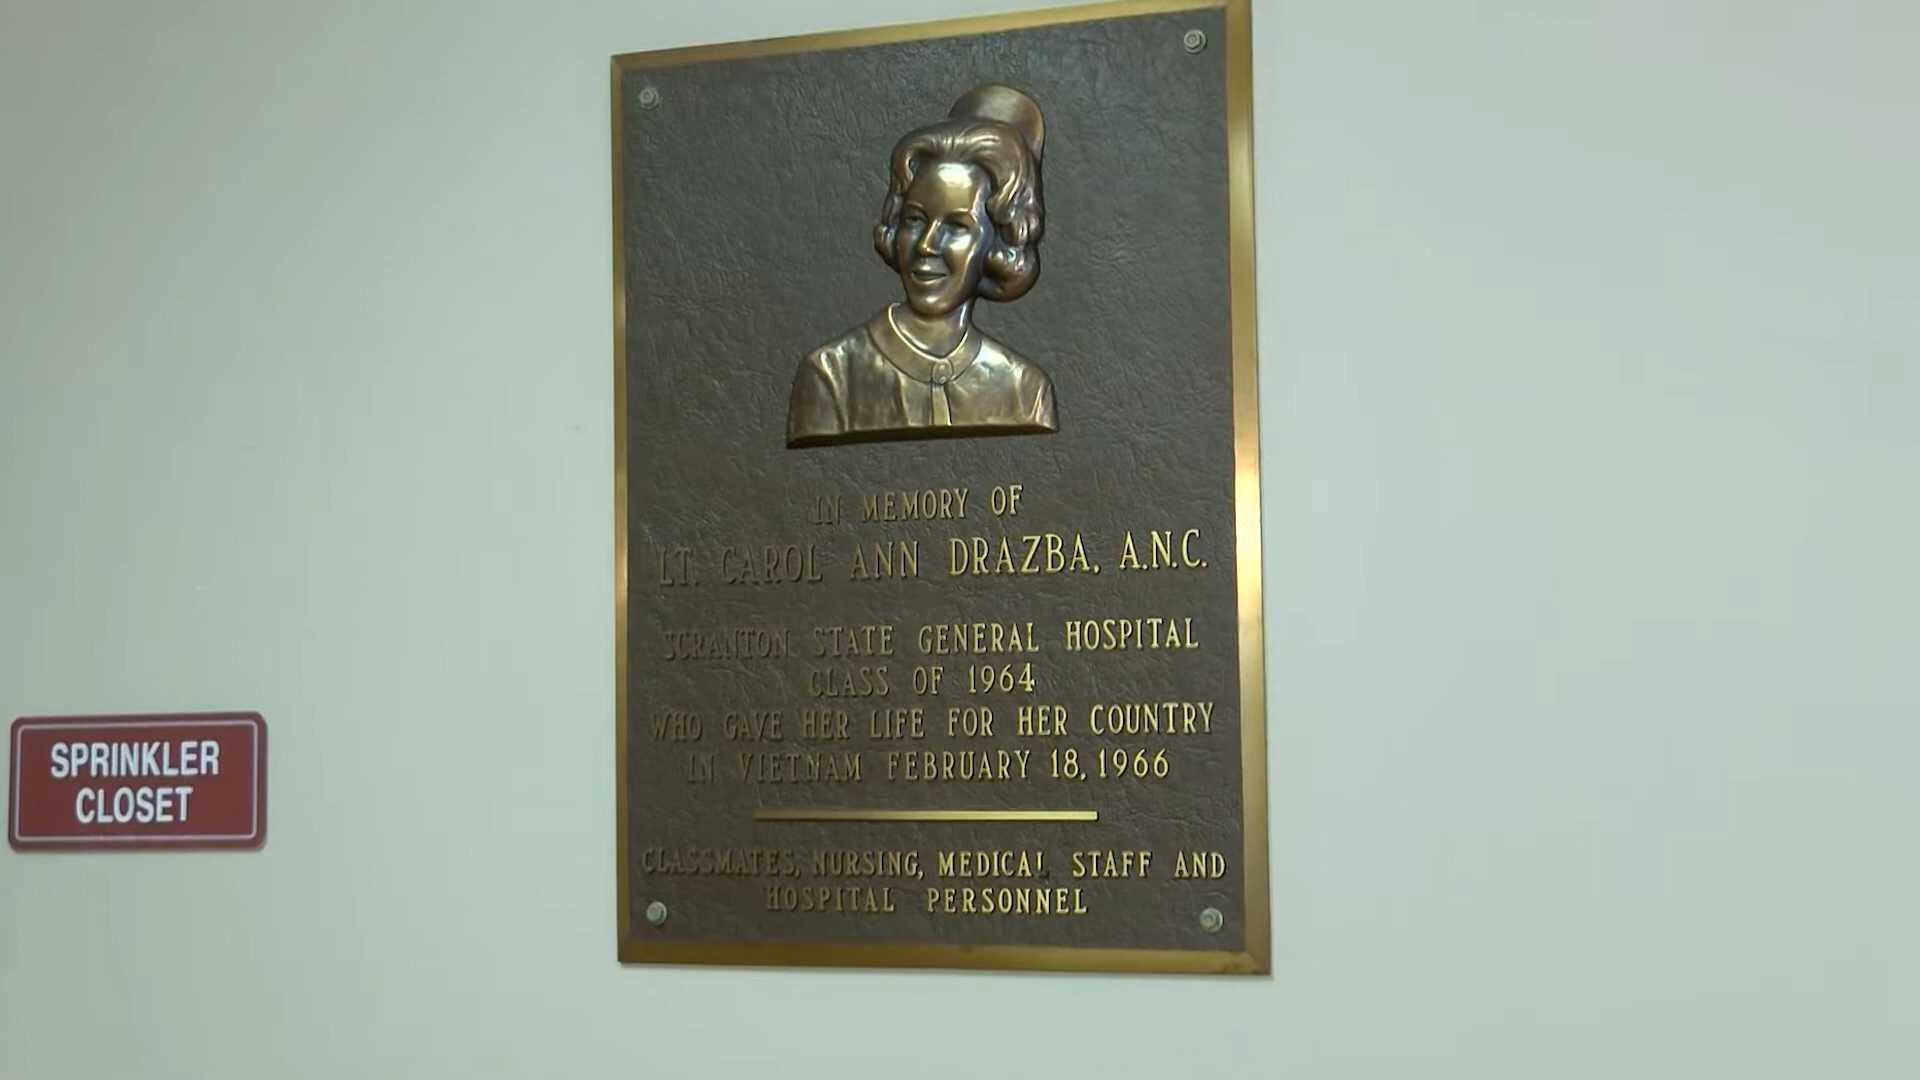 IN MEMORY OF
LT. CAROL ANN DRAZBA, A.N.C.
SCRANTON STATE GENERAL HOSPITAL
CLASS OF 1964
WHO GAVE HER LIFE FOR HER COUNTRY
IN VIETNAM FEBRUARY 18, 1966
CLASSMATES, NURSING, MEDICAL STAFF AND
HOSPITAL PERSONNEL
SPRINKLER
CLOSET